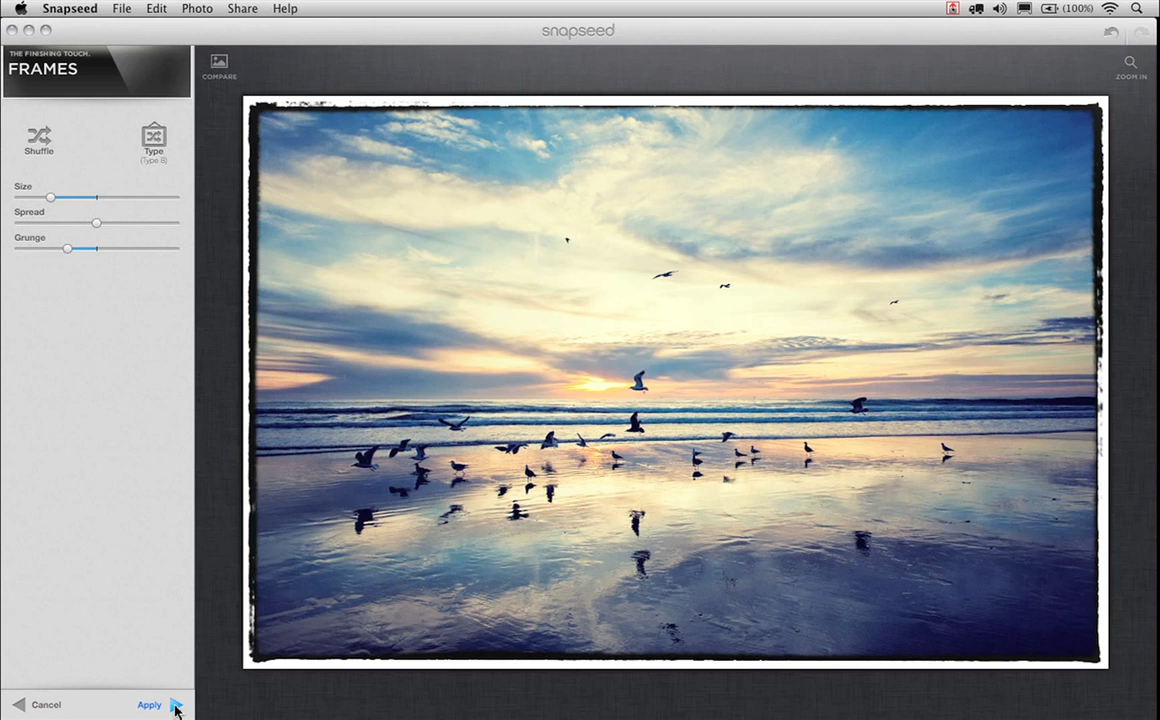 Snapseed File Edit Photo Share Help (100%)
snapseed
THE FINISHING TOUCH.
FRAMES
COMPARE
ZOOM IN
Shuffle
Type
(Type 8)
Size
Spread
Grunge
Cancel
Apply